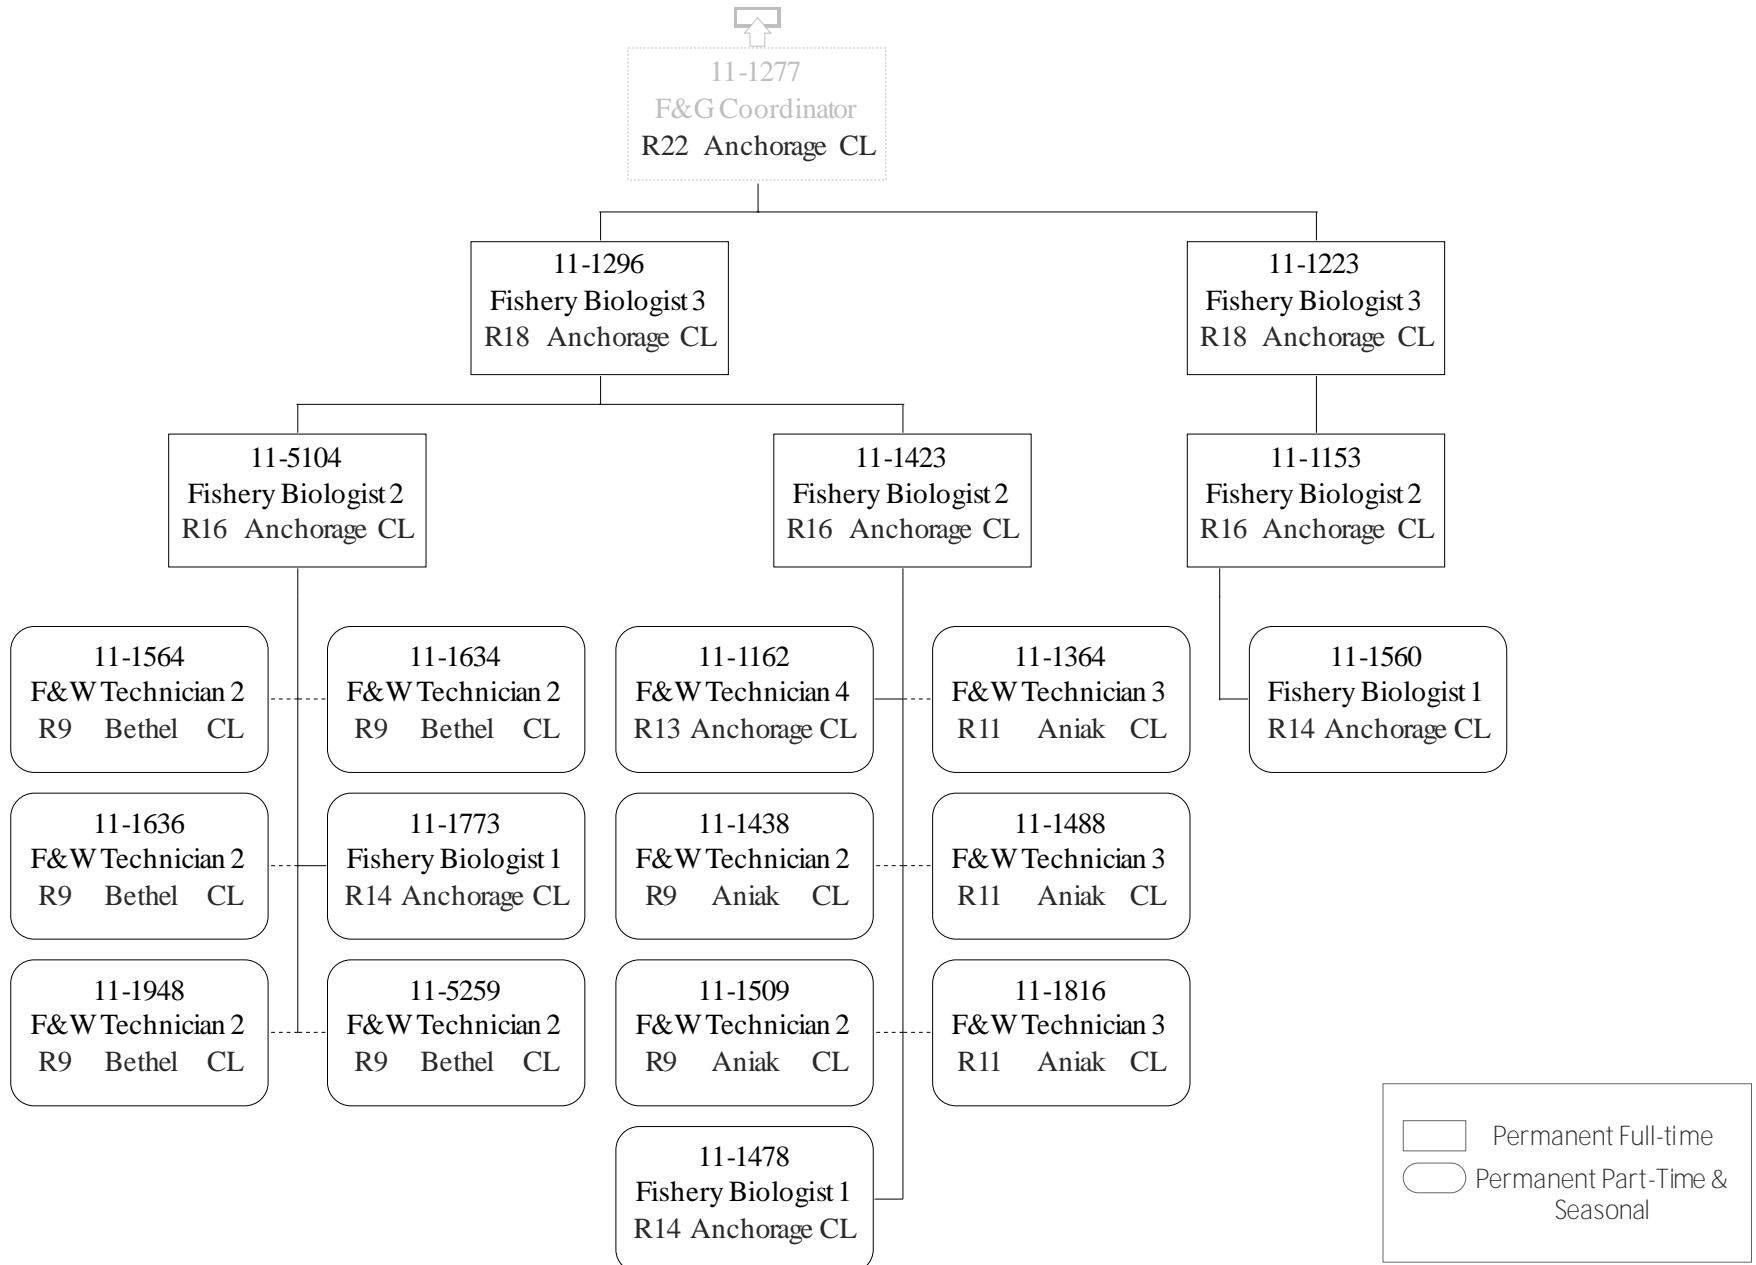 11-1277
F&G Coordinator
R22 Anchorage CL
11-1296
Fishery Biologist 3
R18 Anchorage CL
11-1223
Fishery Biologist 3
R18 Anchorage CL
11-5104
Fishery Biologist 2
R16 Anchorage CL
11-1423
Fishery Biologist 2
R16 Anchorage CL
11-1153
Fishery Biologist 2
R16 Anchorage CL
11-1564
F&W Technician 2
R9 Bethel CL
11-1634
F&W Technician 2
R9 Bethel CL
11-1162
F&W Technician 4
R13 Anchorage CL
11-1364
F&W Technician 3
R11 Aniak CL
11-1560
Fishery Biologist 1
R14 Anchorage CL
11-1636
F&W Technician 2
R9 Bethel CL
11-1773
Fishery Biologist 1
R14 Anchorage CL
11-1438
F&W Technician 2
R9 Aniak CL
11-1488
F&W Technician 3
R11 Aniak CL
11-1948
F&W Technician 2
R9 Bethel CL
11-5259
F&W Technician 2
R9 Bethel CL
11-1509
F&W Technician 2
R9 Aniak CL
11-1816
F&W Technician 3
R11 Aniak CL
11-1478
Fishery Biologist 1
R14 Anchorage CL
Permanent Full-time
Permanent Part-Time &
Seasonal